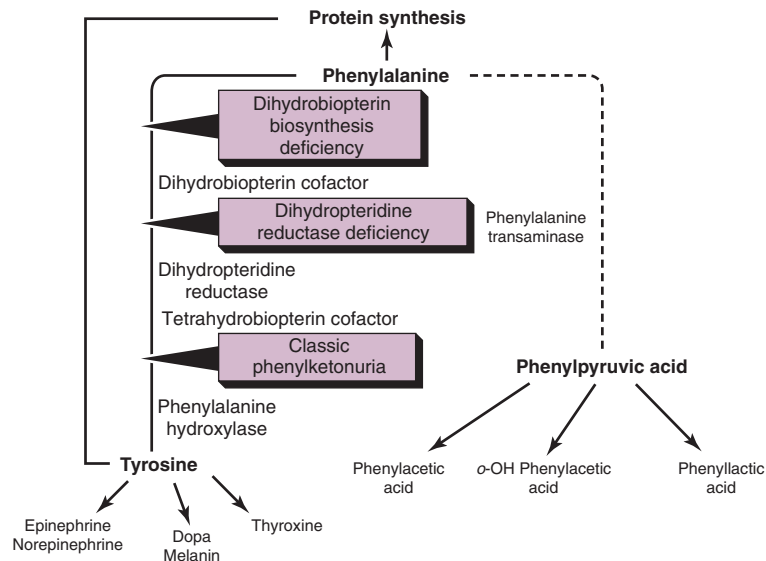 Protein synthesis
Phenylalanine
Dihydrobiopterin
biosynthesis
deficiency
Dihydrobiopterin cofactor
Dihydropteridine
reductase deficiency
Phenylalanine
transaminase
Dihydropteridine
reductase
Tetrahydrobiopterin cofactor
Classic
phenylketonuria
Phenylpyruvic acid
Phenylalanine
hydroxylase
Tyrosine
Phenylacetic
acid
o-OH Phenylacetic
acid
Phenyllactic
acid
Epinephrine
Norepinephrine
Dopa
Melanin
Thyroxine